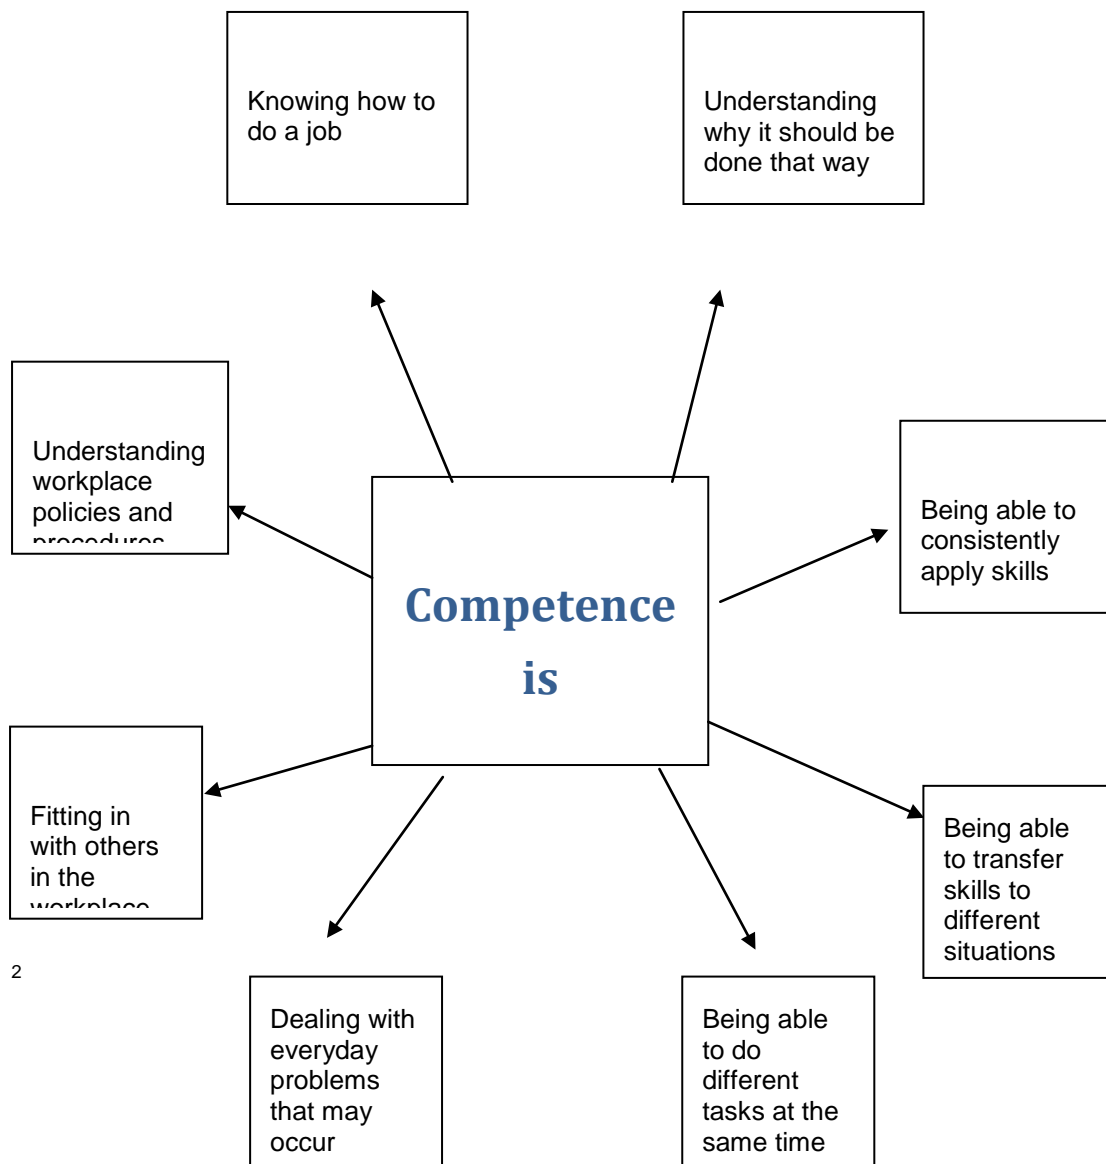 Knowing how to
do a job
Understanding
why it should be
done that way
Understanding
workplace
policies and
procedures
Being able to
consistently
apply skills
Competence
is
Fitting in
with others
in the
workplace
Being able
to transfer
skills to
different
situations
2
Dealing with
everyday
problems
that may
occur
Being able
to do
different
tasks at the
same time